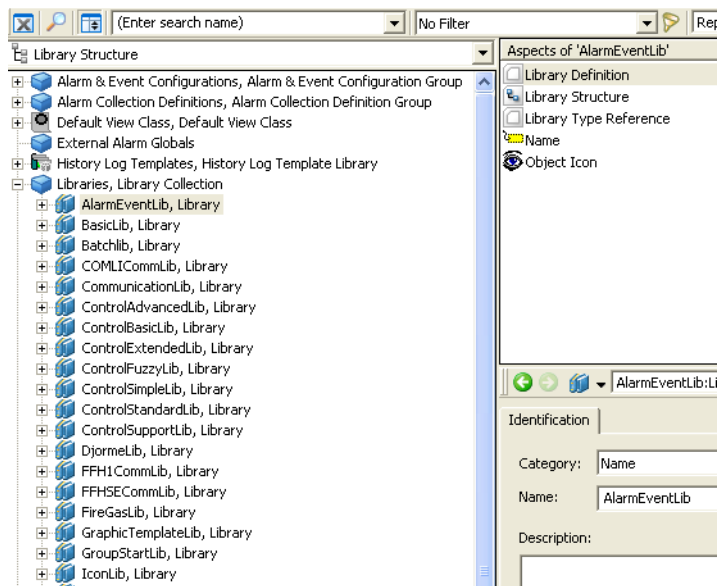 (Enter search name)
No Filter
Rep
Library Structure
Alarm & Event Configurations, Alarm & Event Configuration Group
Alarm Collection Definitions, Alarm Collection Definition Group
Default View Class, Default View Class
External Alarm Globals
History Log Templates, History Log Template Library
Libraries, Library Collection
AlarmEventLib, Library
BasicLib, Library
Batchlib, Library
COMLICommLib, Library
CommunicationLib, Library
ControlAdvancedLib, Library
ControlBasicLib, Library
ControlExtendedLib, Library
ControlFuzzyLib, Library
ControlSimpleLib, Library
ControlStandardLib, Library
ControlSupportLib, Library
DjormeLib, Library
FFH1CommLib, Library
FFHSECommLib, Library
FireGasLib, Library
GraphicTemplateLib, Library
GroupStartLib, Library
IconLib, Library
Aspects of 'AlarmEventLib'
Library Definition
Library Structure
Library Type Reference
Name
Object Icon
AlarmEventLib:Li
Identification
Category: Name
Name: AlarmEventLib
Description: